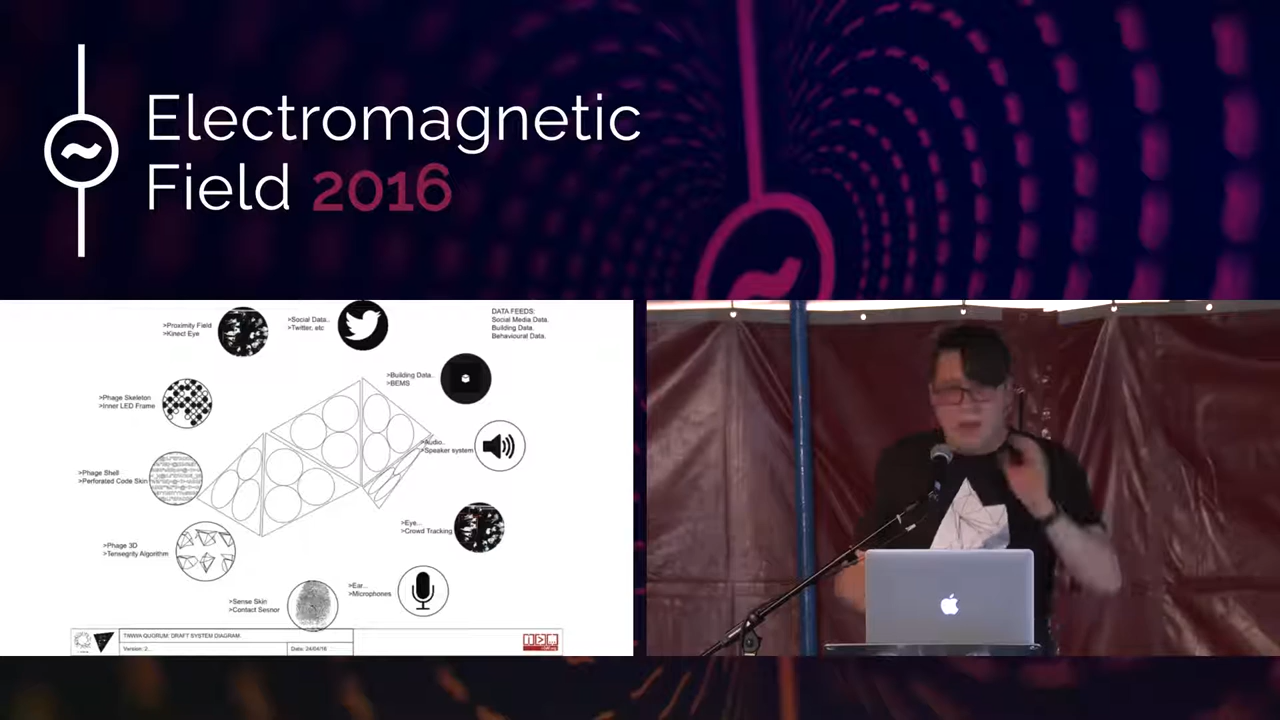 Electromagnetic
Field 2016
>Proximity Field
>Kinect Eye
>Social Data..
>Twitter, etc
DATA FEEDS:
Social Media Data.
Building Data.
Behavioural Data.
>Building Data..
>BEMS
>Phage Skeleton
>Inner LED Frame
>Audio..
>Speaker system
>Phage Shell
>Perforated Code Skin
>Eye...
>Crowd Tracking
>Phage 3D
>Tensegrity Algorithm
>Ear...
>Microphones
>Sense Skin
>Contact Sesnor
TWWWA QUORUM: DRAFT SYSTEM DIAGRAM.
Version: 2..
Date: 24/04/16